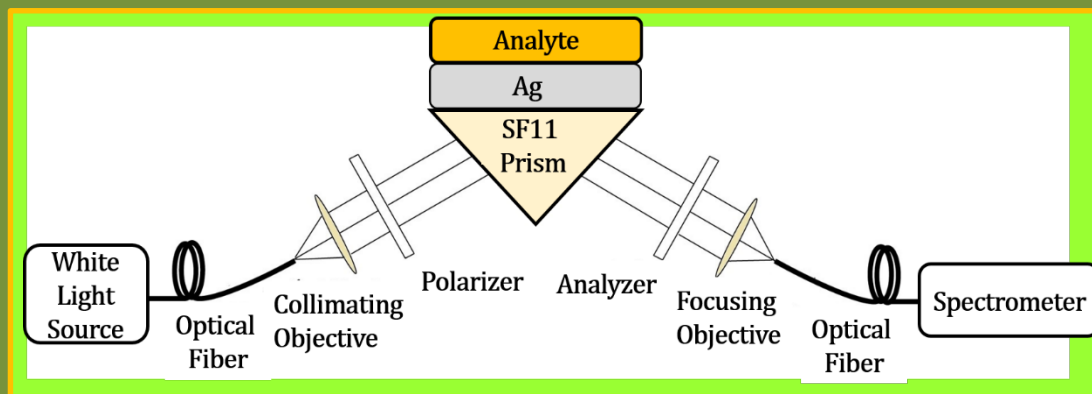 Analyte
Ag
SF11
Prism
White
Light
Source
Optical
Fiber
Collimating
Objective
Polarizer
Analyzer
Focusing
Objective
Optical
Fiber
Spectrometer